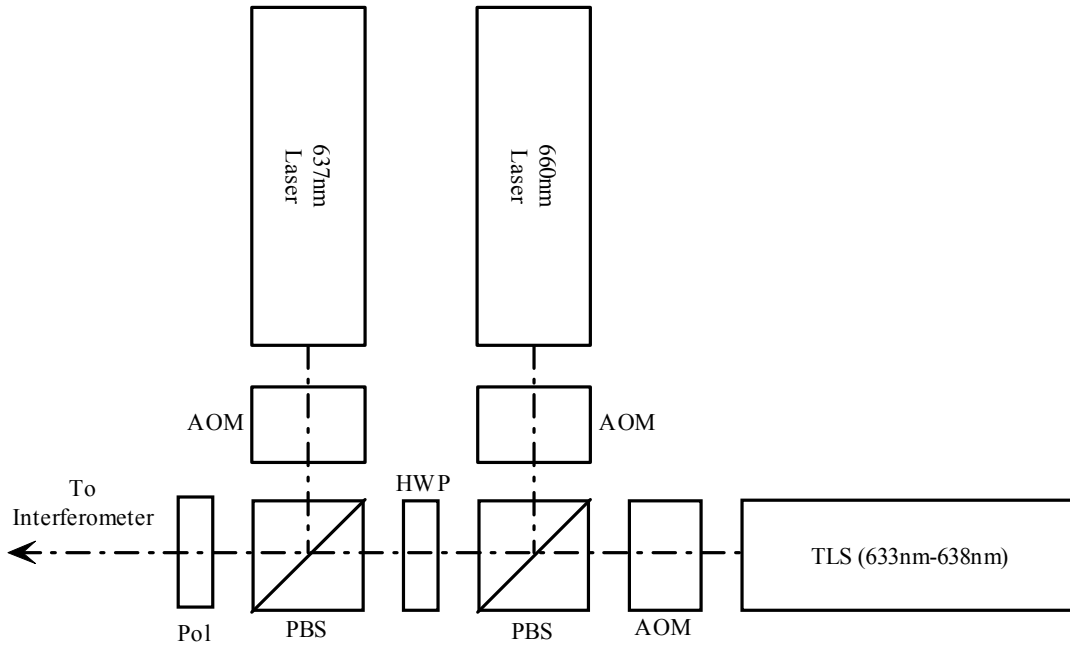 637nm
Laser
660nm
Laser
AOM
AOM
HWP
To
Interferometer
TLS (633nm-638nm)
Pol
PBS
PBS
AOM